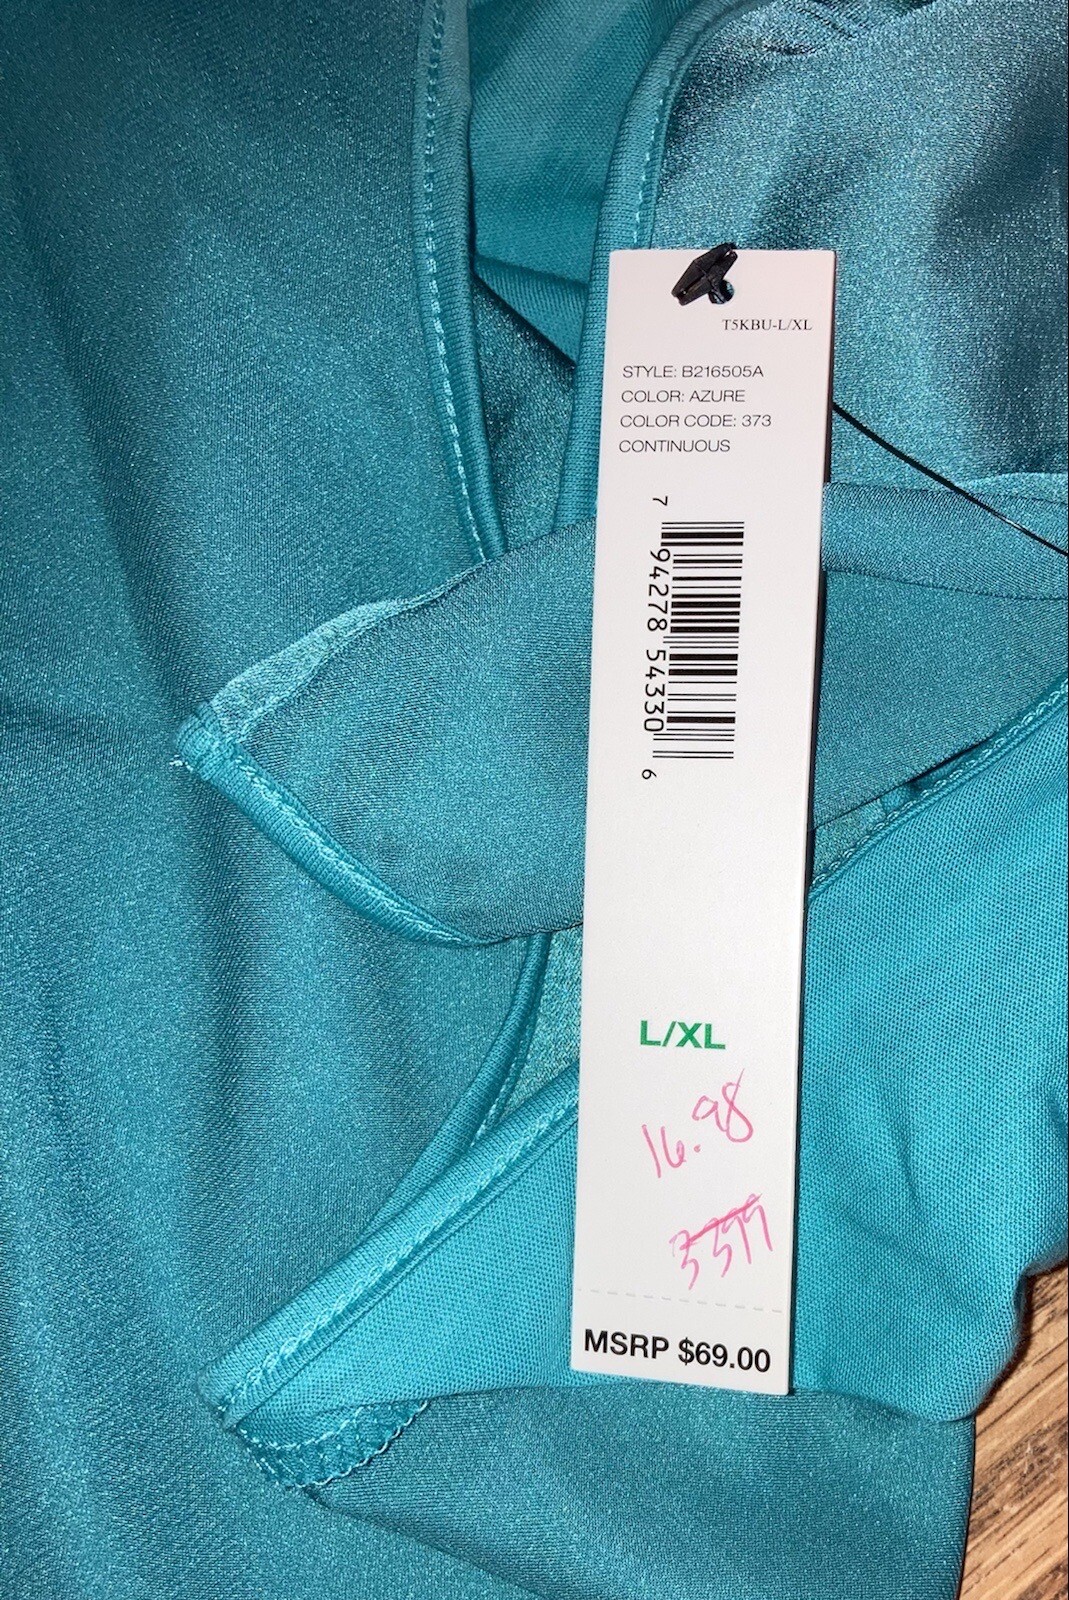 T5KBU-L/XL
STYLE: B216505A
COLOR: AZURE
COLOR CODE: 373
CONTINUOUS
7 94278 54330 6
L/XL
16.98
3399
MSRP $69.00